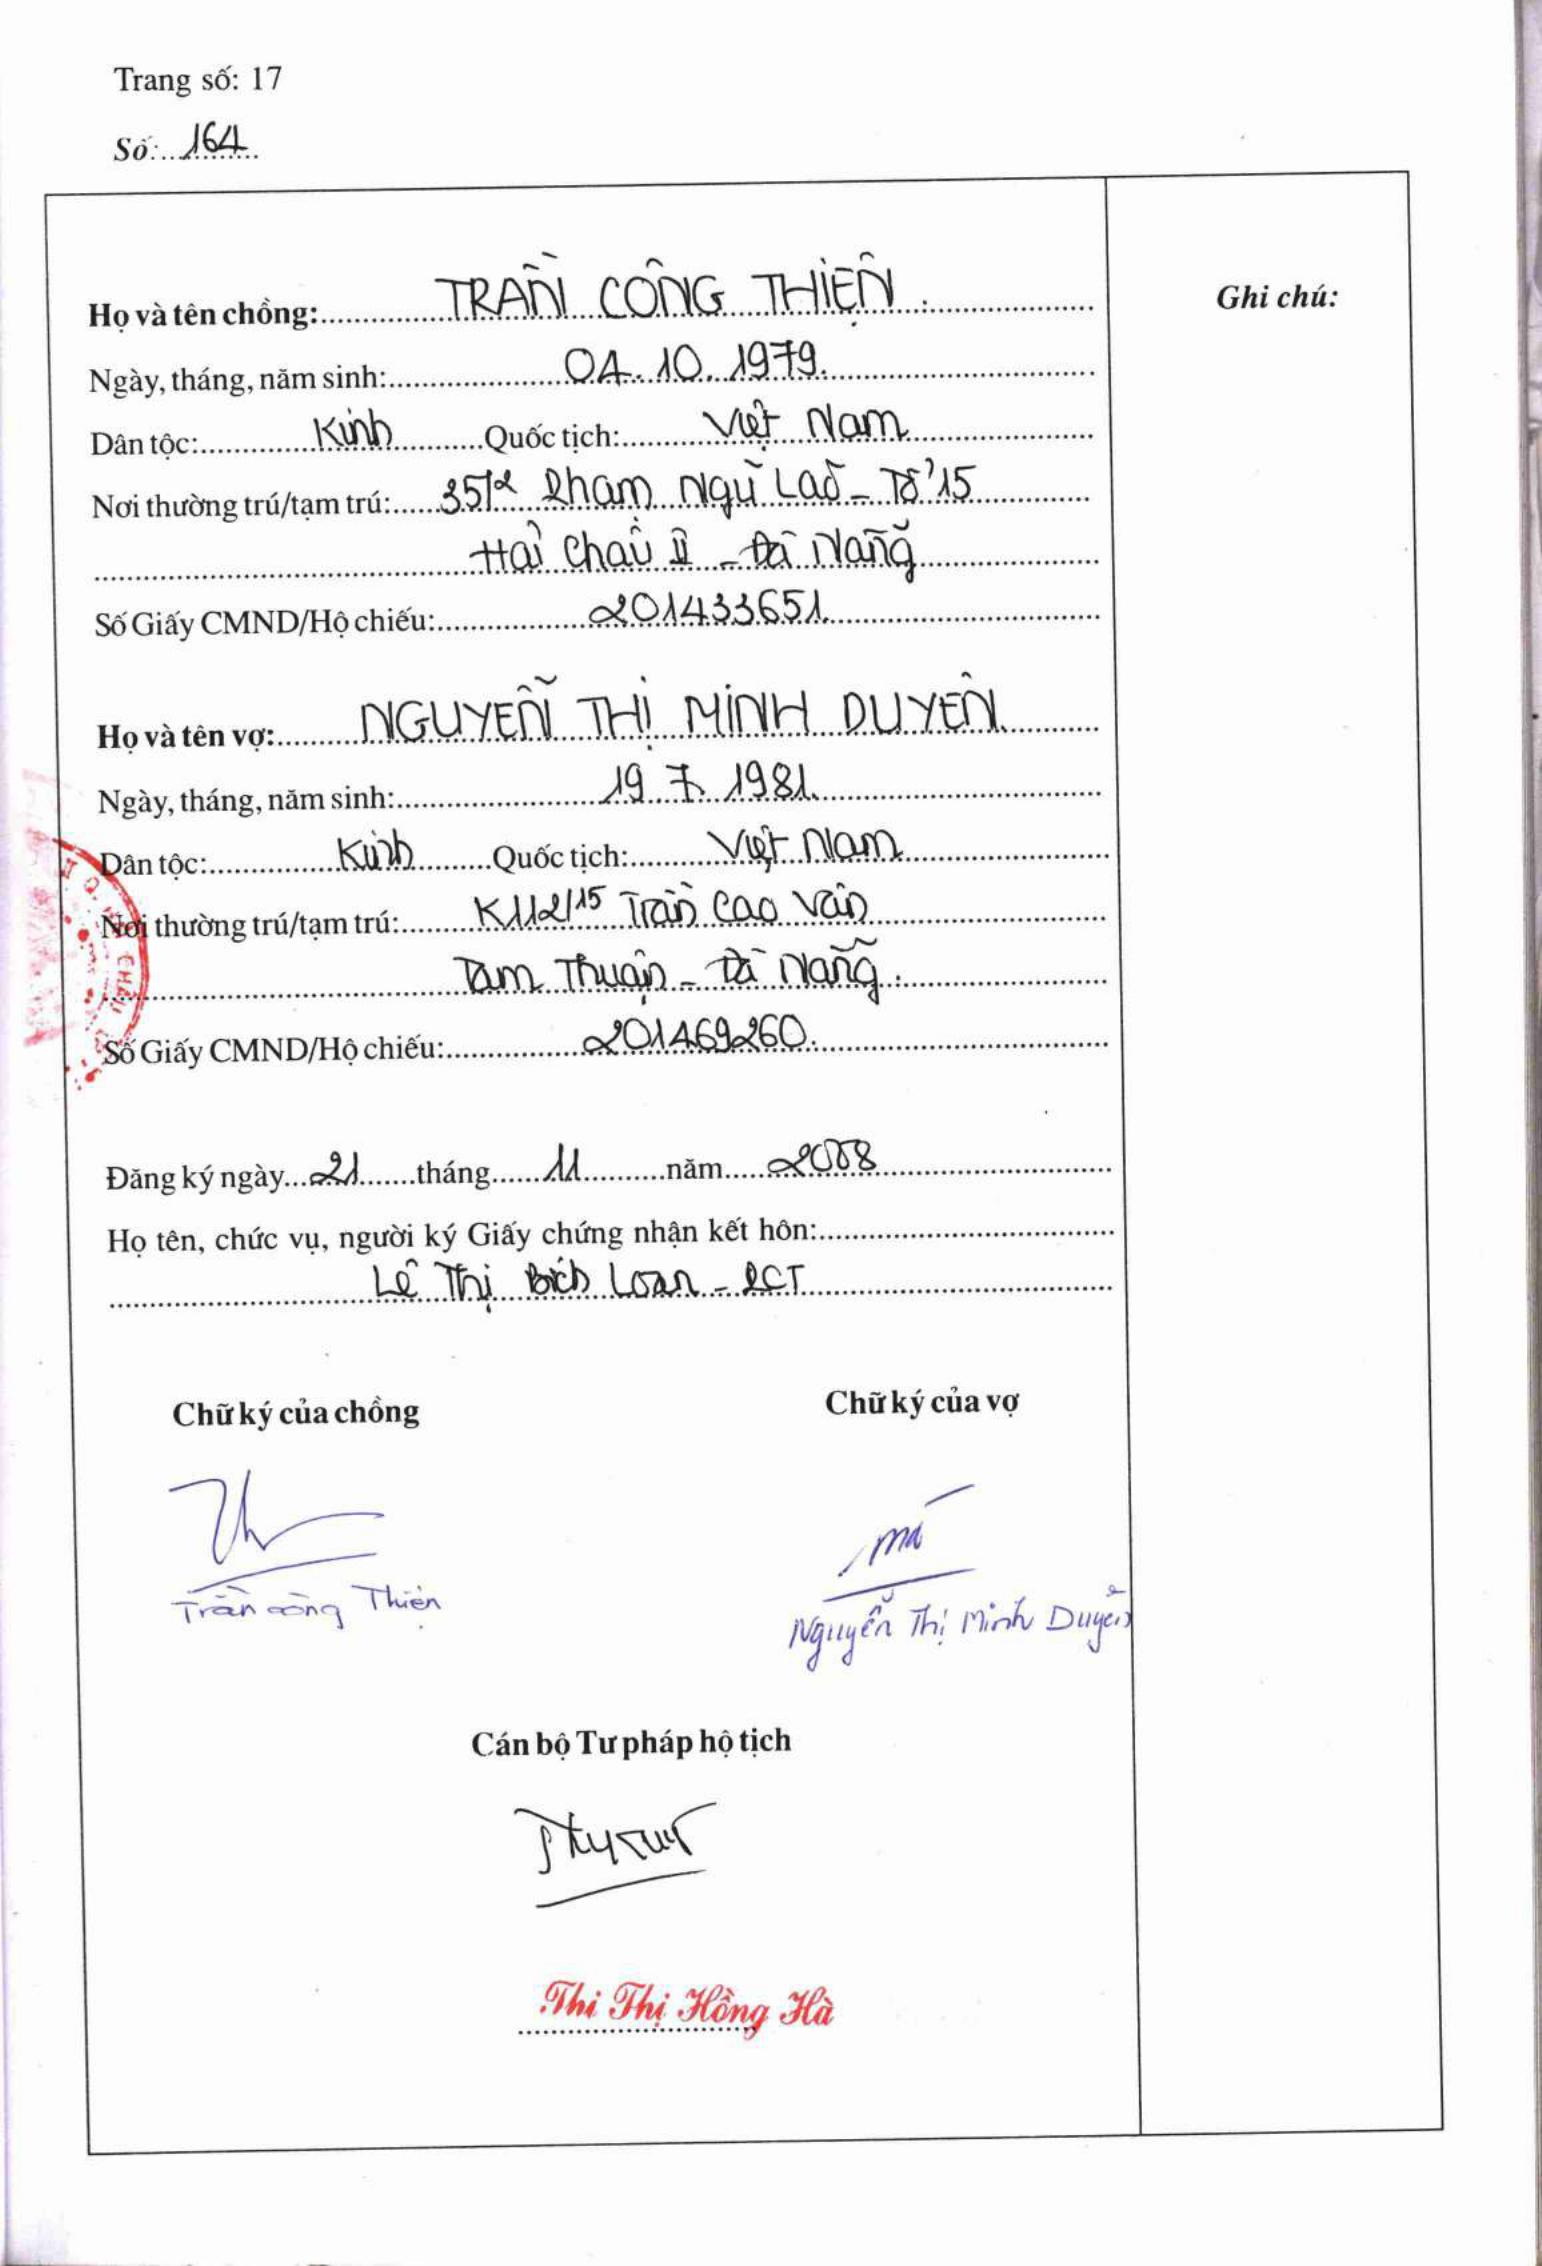 Trang số: 17
Số: 164
Họ và tên chồng: TRẦN CÔNG THIỆN
Ghi chú:
Ngày, tháng, năm sinh: 04.10.1979.
Dân tộc: Kinh Quốc tịch: Việt Nam
Nơi thường trú/tạm trú: 35/2 Phạm Ngũ Lão - Tổ 15
Hải Châu II - Đà Nẵng
Số Giấy CMND/Hộ chiếu: 201433651.
Họ và tên vợ: NGUYỄN THỊ MINH DUYÊN.
Ngày, tháng, năm sinh: 19.7.1981.
Dân tộc: Kinh Quốc tịch: Việt Nam
Nơi thường trú/tạm trú: K112/15 Trần Cao Vân
Tam Thuận - Đà Nẵng.
Số Giấy CMND/Hộ chiếu: 201469260.
Đăng ký ngày 21 tháng 11 năm 2008
Họ tên, chức vụ, người ký Giấy chứng nhận kết hôn:
Lê Thị Bích Loan - PCT
Chữ ký của chồng Chữ ký của vợ
Trần Công Thiện
Nguyễn Thị Minh Duyên
Cán bộ Tư pháp hộ tịch
Thi Thị Hồng Hà